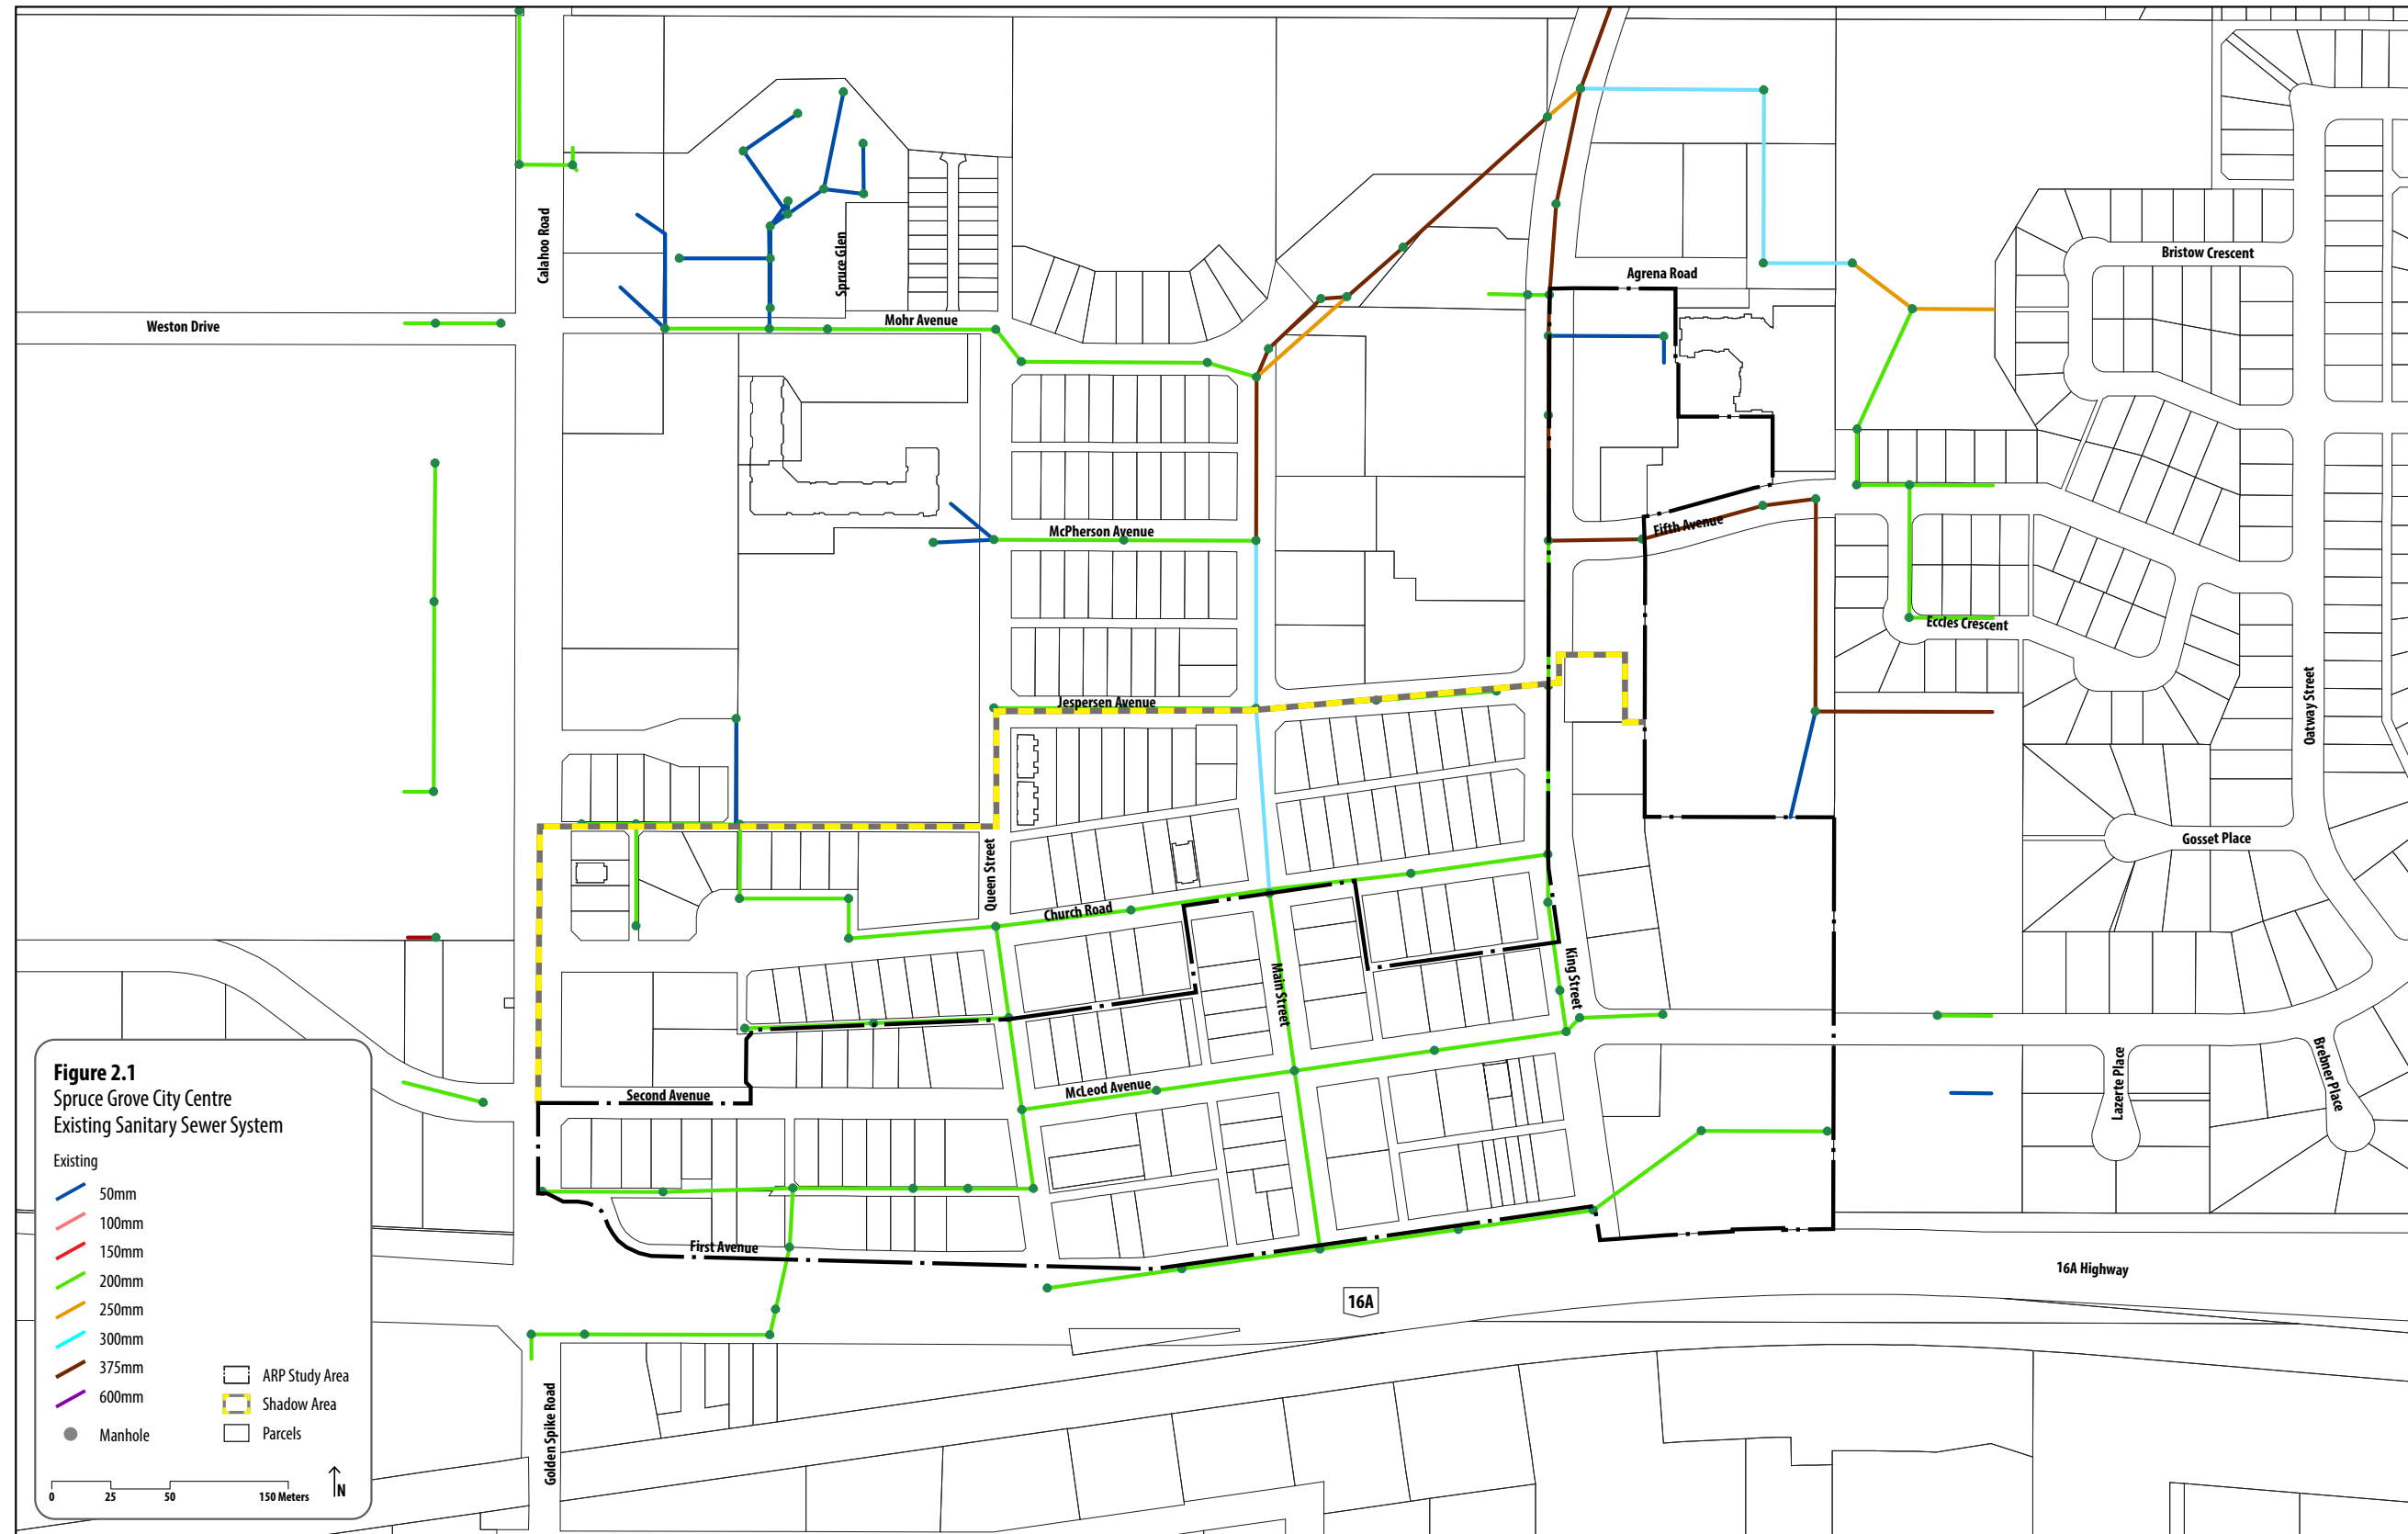 Calahoo Road
Spruce Glen
Weston Drive
Mohr Avenue
Agrena Road
Bristow Crescent
McPherson Avenue
Fifth Avenue
Eccles Crescent
Jespersen Avenue
Oatway Street
Gosset Place
Queen Street
Church Road
Main Street
King Street
McLeod Avenue
Second Avenue
Lazerte Place
Brebner Place
First Avenue
16A Highway
16A
Golden Spike Road
Figure 2.1
Spruce Grove City Centre
Existing Sanitary Sewer System
Existing
50mm
100mm
150mm
200mm
250mm
300mm
375mm
600mm
Manhole
ARP Study Area
Shadow Area
Parcels
0 25 50 150 Meters
N